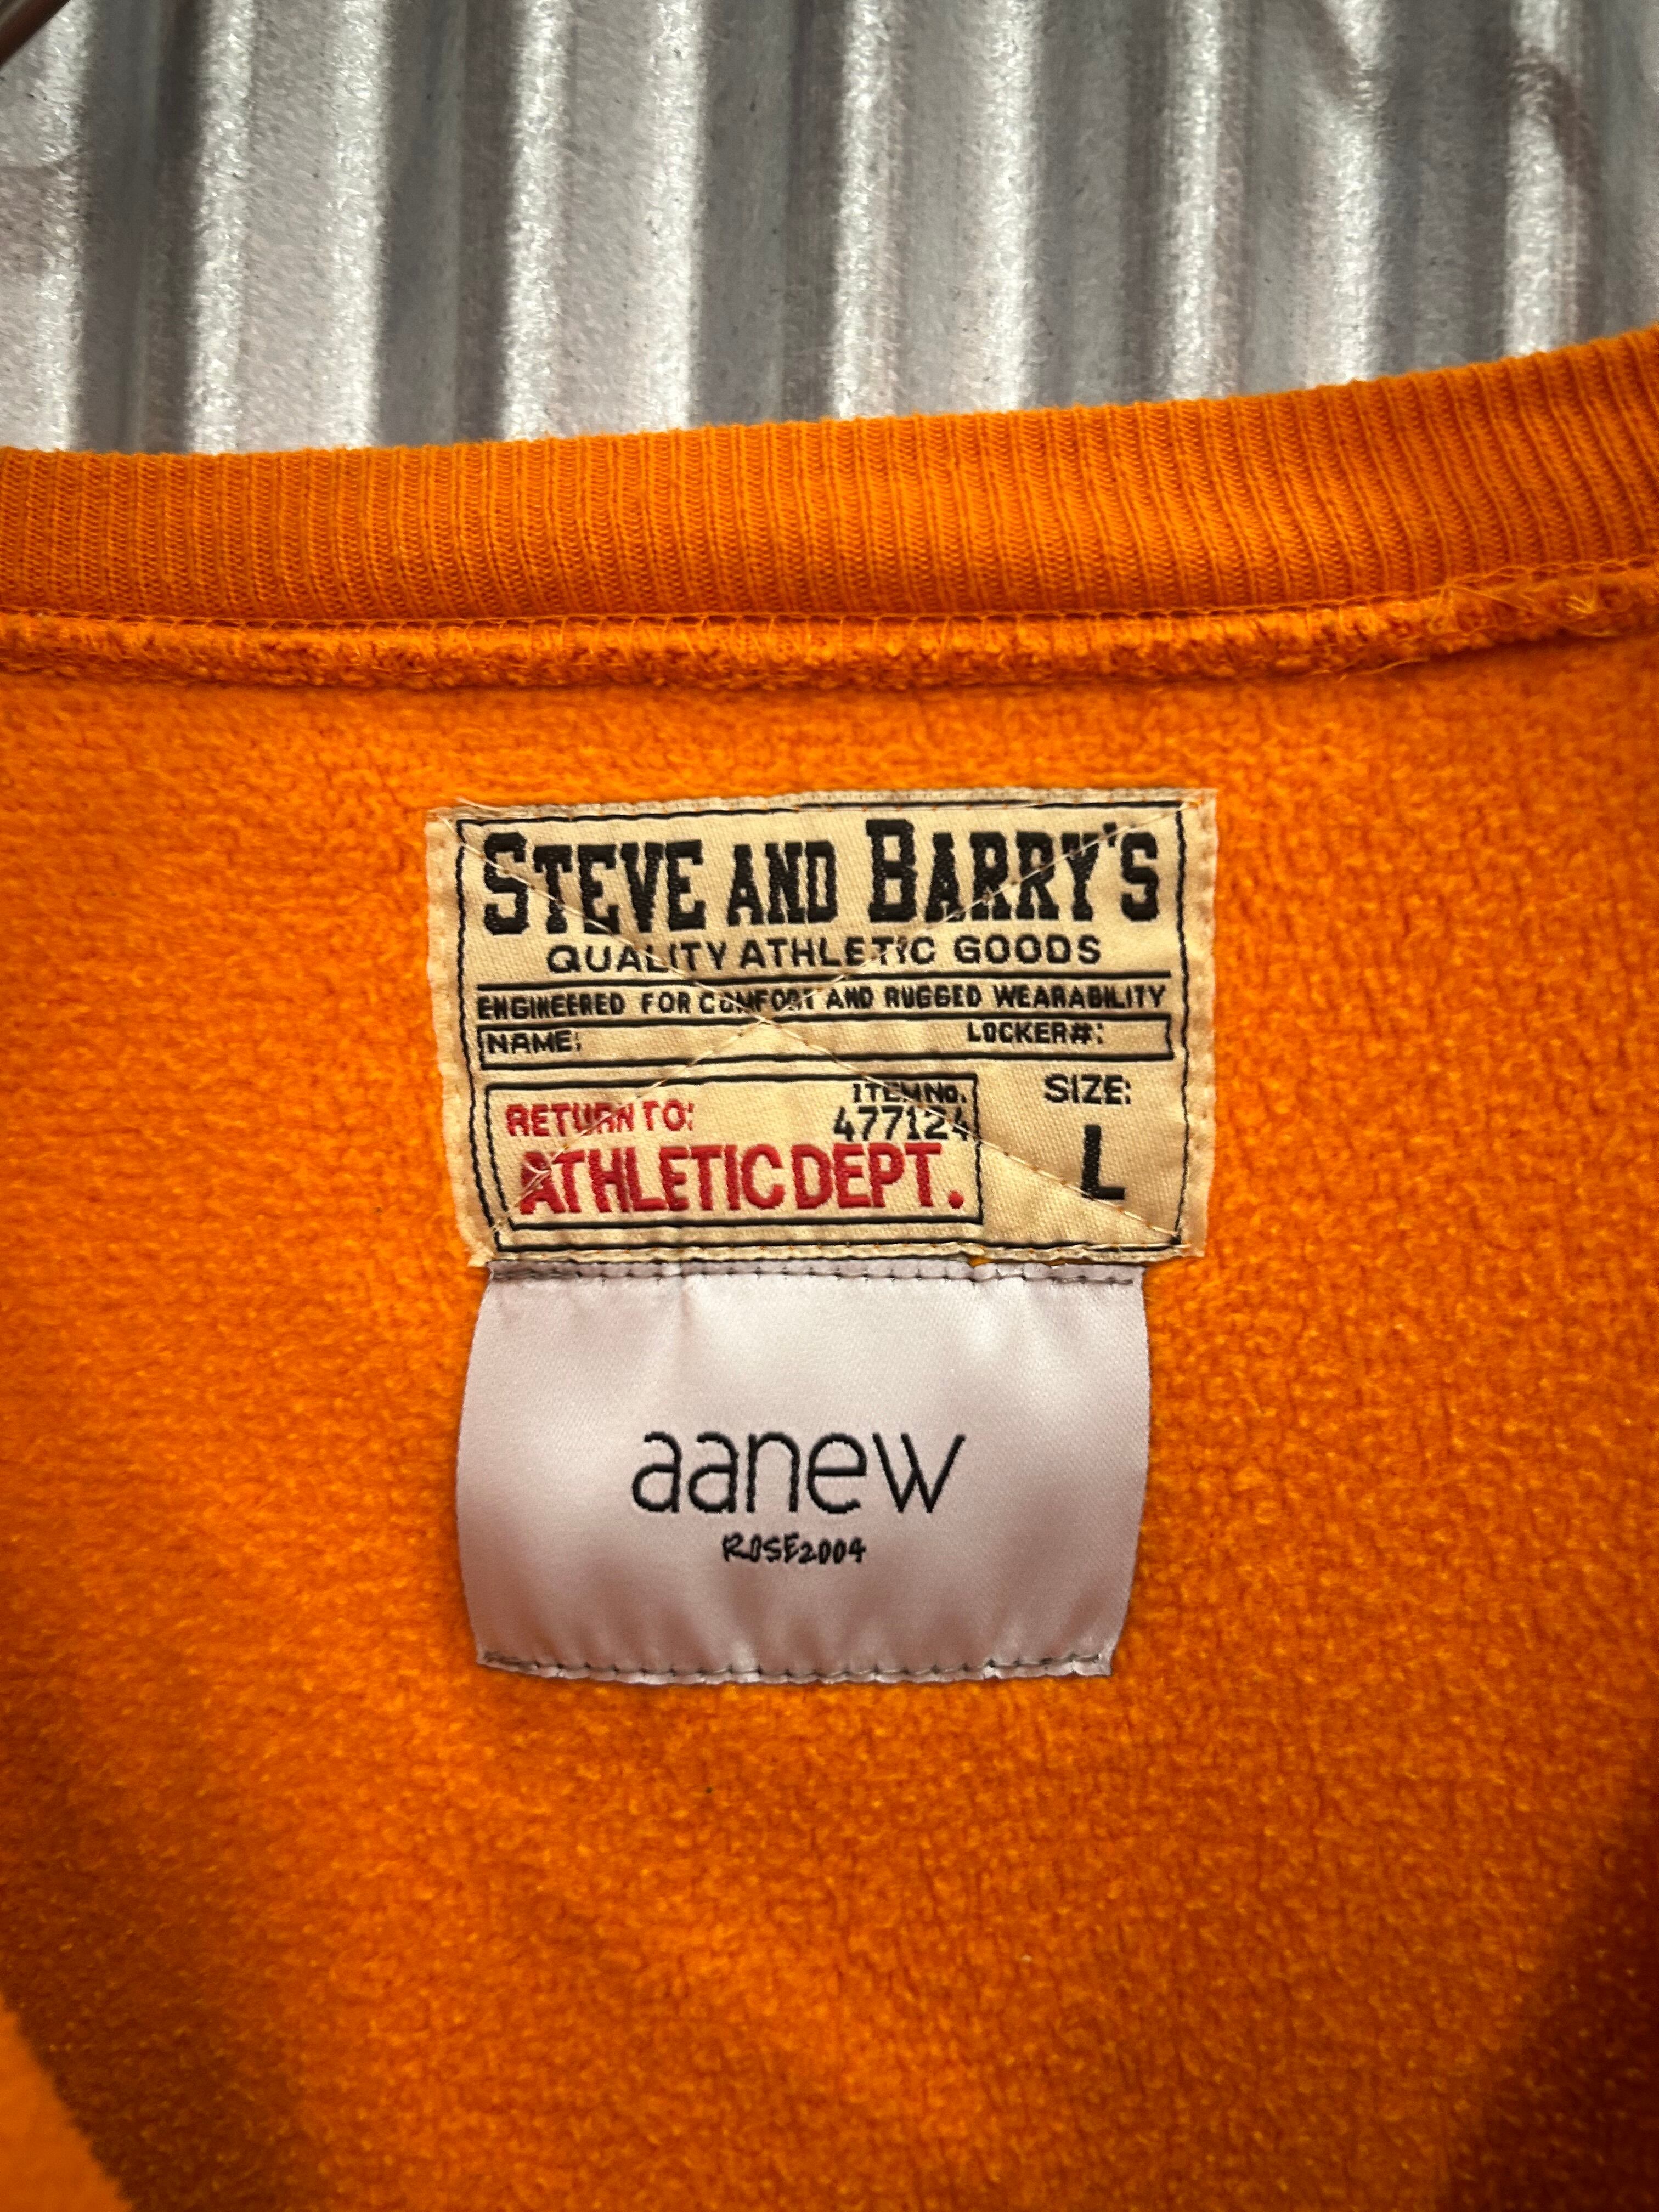 STEVE AND BARRY'S
QUALITY ATHLETIC GOODS
ENGINEERED FOR COMFORT AND RUGGED WEARABILITY
NAME: LOCKER#:
RETURN TO: ITEM NO. SIZE:
477124
ATHLETIC DEPT. L
aanew
ROSE2004